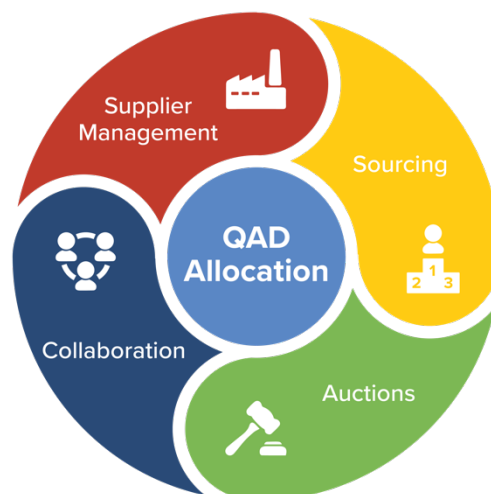 Supplier
Management
Sourcing
QAD
Allocation
1
2 3
Collaboration
Auctions